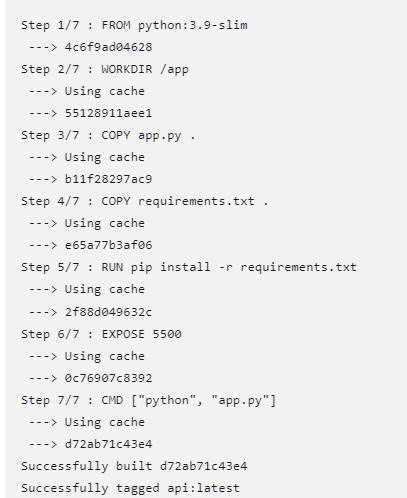 Step 1/7 : FROM python:3.9-slim
---> 4c6f9ad04628
Step 2/7 : WORKDIR /app
---> Using cache
---> 55128911aee1
Step 3/7 : COPY app.py .
---> Using cache
---> b11f28297ac9
Step 4/7 : COPY requirements.txt .
---> Using cache
---> e65a77b3af06
Step 5/7 : RUN pip install -r requirements.txt
---> Using cache
---> 2f88d049632c
Step 6/7 : EXPOSE 5500
---> Using cache
---> 0c76907c8392
Step 7/7 : CMD ["python", "app.py"]
---> Using cache
---> d72ab71c43e4
Successfully built d72ab71c43e4
Successfully tagged api:latest